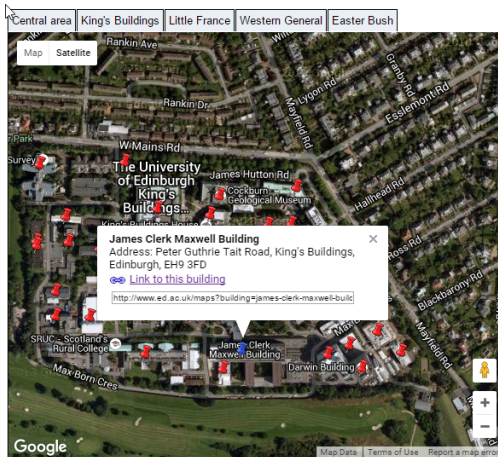 Central area
King's Buildings
Little France
Western General
Easter Bush
Map
Satellite
Rankin Ave
Granby Rd
Lygon Rd
Esslemont Rd
Rankin Dr
Mayfield Rd
W Mains Rd
Survey
The University
of Edinburgh
King's
Buildings...
James Hutton Rd
Cockburn
Geological Museum
Hallhead Rd
King's Buildings House
Ross Rd
James Clerk Maxwell Building
Address: Peter Guthrie Tait Road, King's Buildings,
Edinburgh, EH9 3FD
Link to this building
http://www.ed.ac.uk/maps?building=james-clerk-maxwell-build
Blackbarony Rd
Mayfield Rd
SRUC - Scotland's
Rural College
James Clerk
Maxwell Building
Darwin Building
Max Born Cres
Google
Map Data
Terms of Use
Report a map error